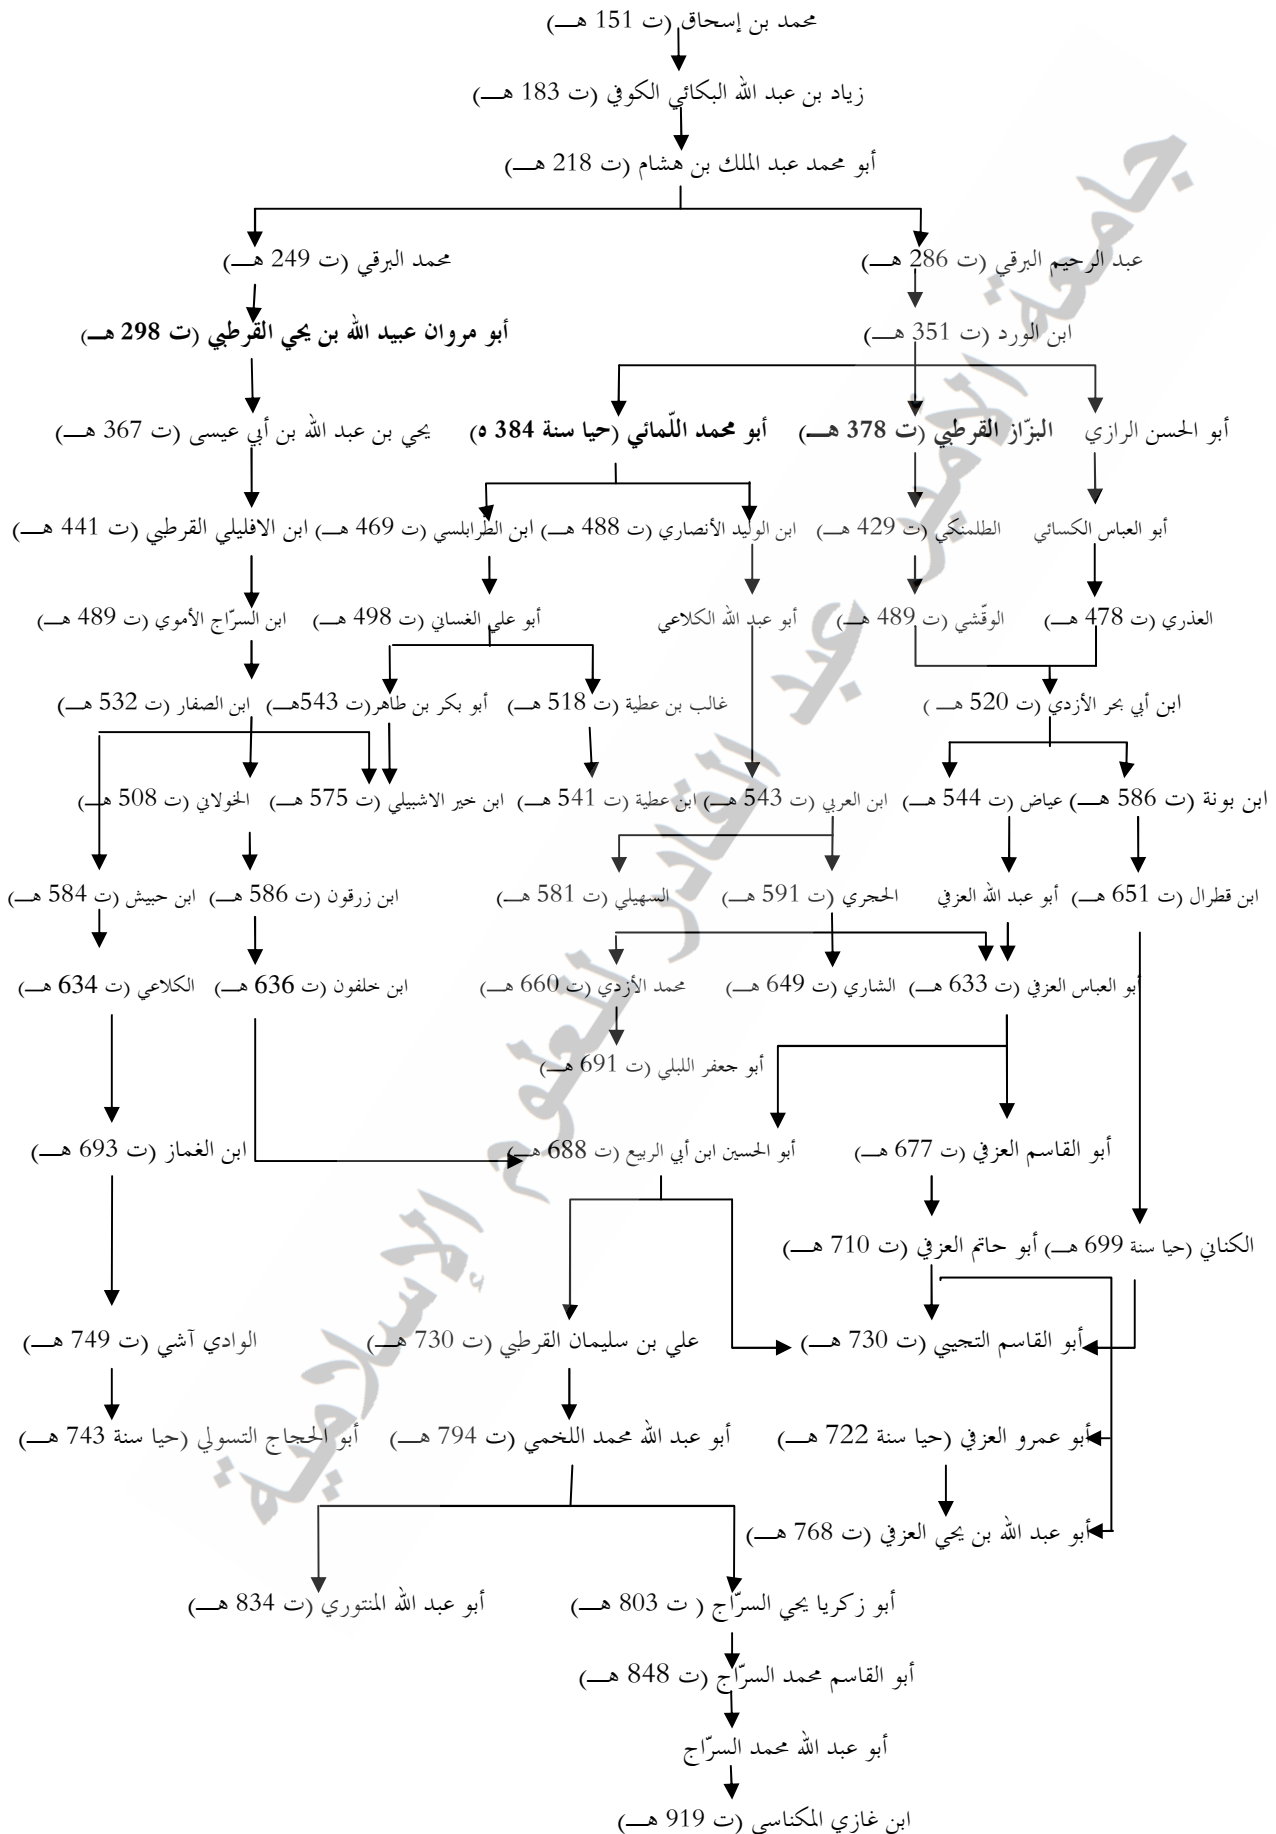 محمد بن إسحاق (ت 151 هـ)
زياد بن عبد الله البكائي الكوفي (ت 183 هـ)
أبو محمد عبد الملك بن هشام (ت 218 هـ)
عبد الرحيم البرقي (ت 286 هـ) محمد البرقي (ت 249 هـ)
ابن الورد (ت 351 هـ) أبو مروان عبيد الله بن يحي القرطبي (ت 298 هـ)
أبو الحسن الرازي البزّاز القرطبي (ت 378 هـ) أبو محمد اللّمائي (حيا سنة 384 ه) يحي بن عبد الله بن أبي عيسى (ت 367 هـ)
أبو العباس الكسائي الطلمنكي (ت 429 هـ) ابن الوليد الأنصاري (ت 488 هـ) ابن الطرابلسي (ت 469 هـ) ابن الافليلي القرطبي (ت 441 هـ)
العذري (ت 478 هـ) الوقّشي (ت 489 هـ) أبو عبد الله الكلاعي أبو علي الغساني (ت 498 هـ) ابن السرّاج الأموي (ت 489 هـ)
ابن أبي بحر الأزدي (ت 520 هـ ) غالب بن عطية (ت 518 هـ) أبو بكر بن طاهر(ت 543هـ) ابن الصفار (ت 532 هـ)
ابن بونة (ت 586 هـ) عياض (ت 544 هـ) ابن العربي (ت 543 هـ) ابن عطية (ت 541 هـ) ابن خير الاشبيلي (ت 575 هـ) الخولاني (ت 508 هـ)
ابن قطرال (ت 651 هـ) أبو عبد الله العزفي الحجري (ت 591 هـ) السهيلي (ت 581 هـ) ابن زرقون (ت 586 هـ) ابن حبيش (ت 584 هـ)
أبو العباس العزفي (ت 633 هـ) الشاري (ت 649 هـ) محمد الأزدي (ت 660 هـ) ابن خلفون (ت 636 هـ) الكلاعي (ت 634 هـ)
أبو جعفر اللبلي (ت 691 هـ)
أبو القاسم العزفي (ت 677 هـ) أبو الحسين ابن أبي الربيع (ت 688 هـ) ابن الغماز (ت 693 هـ)
الكناني (حيا سنة 699 هـ) أبو حاتم العزفي (ت 710 هـ)
أبو القاسم التجيبي (ت 730 هـ) علي بن سليمان القرطبي (ت 730 هـ) الوادي آشي (ت 749 هـ)
أبو عمرو العزفي (حيا سنة 722 هـ) أبو عبد الله محمد اللخمي (ت 794 هـ) أبو الحجاج التسولي (حيا سنة 743 هـ)
أبو عبد الله بن يحي العزفي (ت 768 هـ)
أبو زكريا يحي السرّاج ( ت 803 هـ) أبو عبد الله المنتوري (ت 834 هـ)
أبو القاسم محمد السرّاج (ت 848 هـ)
أبو عبد الله محمد السرّاج
ابن غازي المكناسي (ت 919 هـ)
جامعة الأمير عبد القادر للعلوم الإسلامية